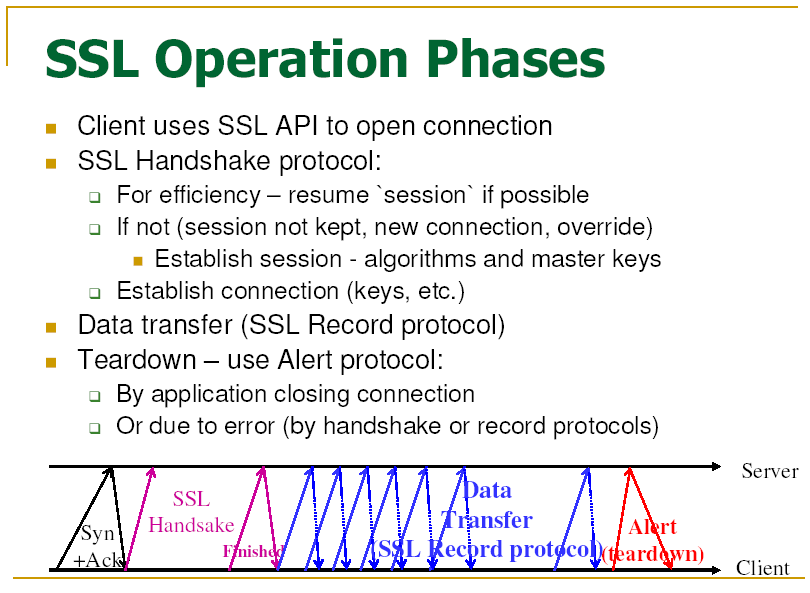 SSL Operation Phases
Client uses SSL API to open connection
SSL Handshake protocol:
For efficiency – resume `session` if possible
If not (session not kept, new connection, override)
Establish session - algorithms and master keys
Establish connection (keys, etc.)
Data transfer (SSL Record protocol)
Teardown – use Alert protocol:
By application closing connection
Or due to error (by handshake or record protocols)
Server
SSL
Handsake
Finished
Syn
+Ack
Data
Transfer
(SSL Record protocol)
Alert
(teardown)
Client